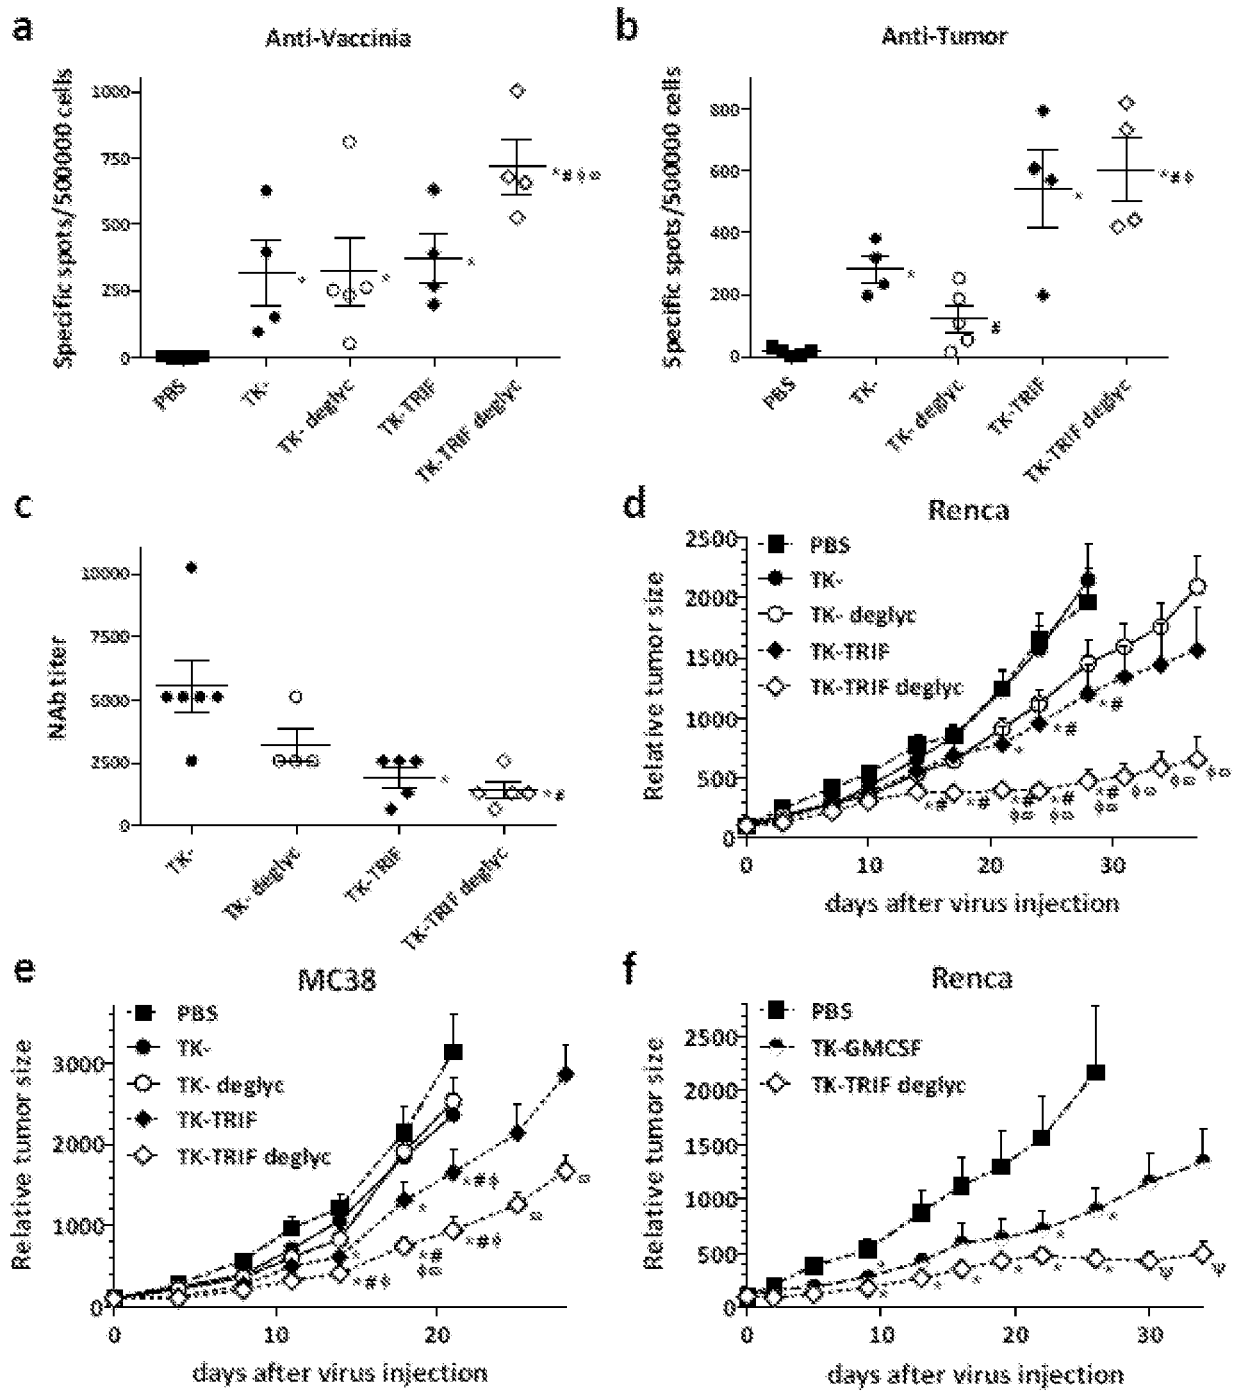 a
Anti-Vaccinia
Specific spots/500000 cells
1000
750
500
250
0
*
*
*
*#ϕ¤
PBS
TK-
TK- deglyc
TK-TRIF
TK-TRIF deglyc
b
Anti-Tumor
Specific spots/500000 cells
800
600
400
200
0
*
#
*
*#ϕ
PBS
TK-
TK- deglyc
TK-TRIF
TK-TRIF deglyc
c
NAb titer
10000
7500
5000
2500
0
*
*#
TK-
TK- deglyc
TK-TRIF
TK-TRIF deglyc
d
Renca
PBS
TK-
TK- deglyc
TK-TRIF
TK-TRIF deglyc
Relative tumor size
2500
2000
1500
1000
500
0
*
*#
*#
*#
*#
*#
ϕ¤
*#
ϕ¤
*#
ϕ¤
ϕ¤
ϕ¤
ϕ¤
0
10
20
30
days after virus injection
e
MC38
PBS
TK-
TK- deglyc
TK-TRIF
TK-TRIF deglyc
Relative tumor size
3000
2000
1000
0
*
*
*#ϕ
*#ϕ
*#
ϕ¤
*#ϕ
¤
¤
0
10
20
days after virus injection
f
Renca
PBS
TK-GMCSF
TK-TRIF deglyc
Relative tumor size
2500
2000
1500
1000
500
0
*
*
*
*
*
*
*
*
*
*
ψ
ψ
0
10
20
30
days after virus injection